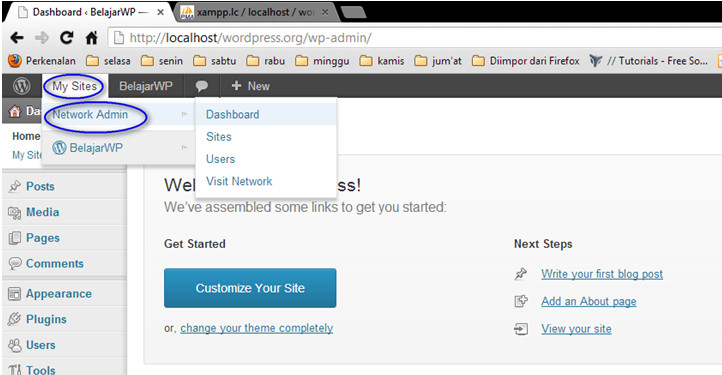 Dashboard ‹ BelajarWP —
xampp.lc / localhost / wor
http://localhost/wordpress.org/wp-admin/
Perkenalan selasa senin sabtu rabu minggu kamis jum'at Diimpor dari Firefox // Tutorials - Free So...
My Sites BelajarWP New
Da
Network Admin Dashboard
Home
Sites
My Sit
BelajarWP
Users
Visit Network
Posts
Media
Pages
Comments
Appearance
Plugins
Users
Tools
Wel ss!
We've assembled some links to get you started:
Get Started
Customize Your Site
or, change your theme completely
Next Steps
Write your first blog post
Add an About page
View your site